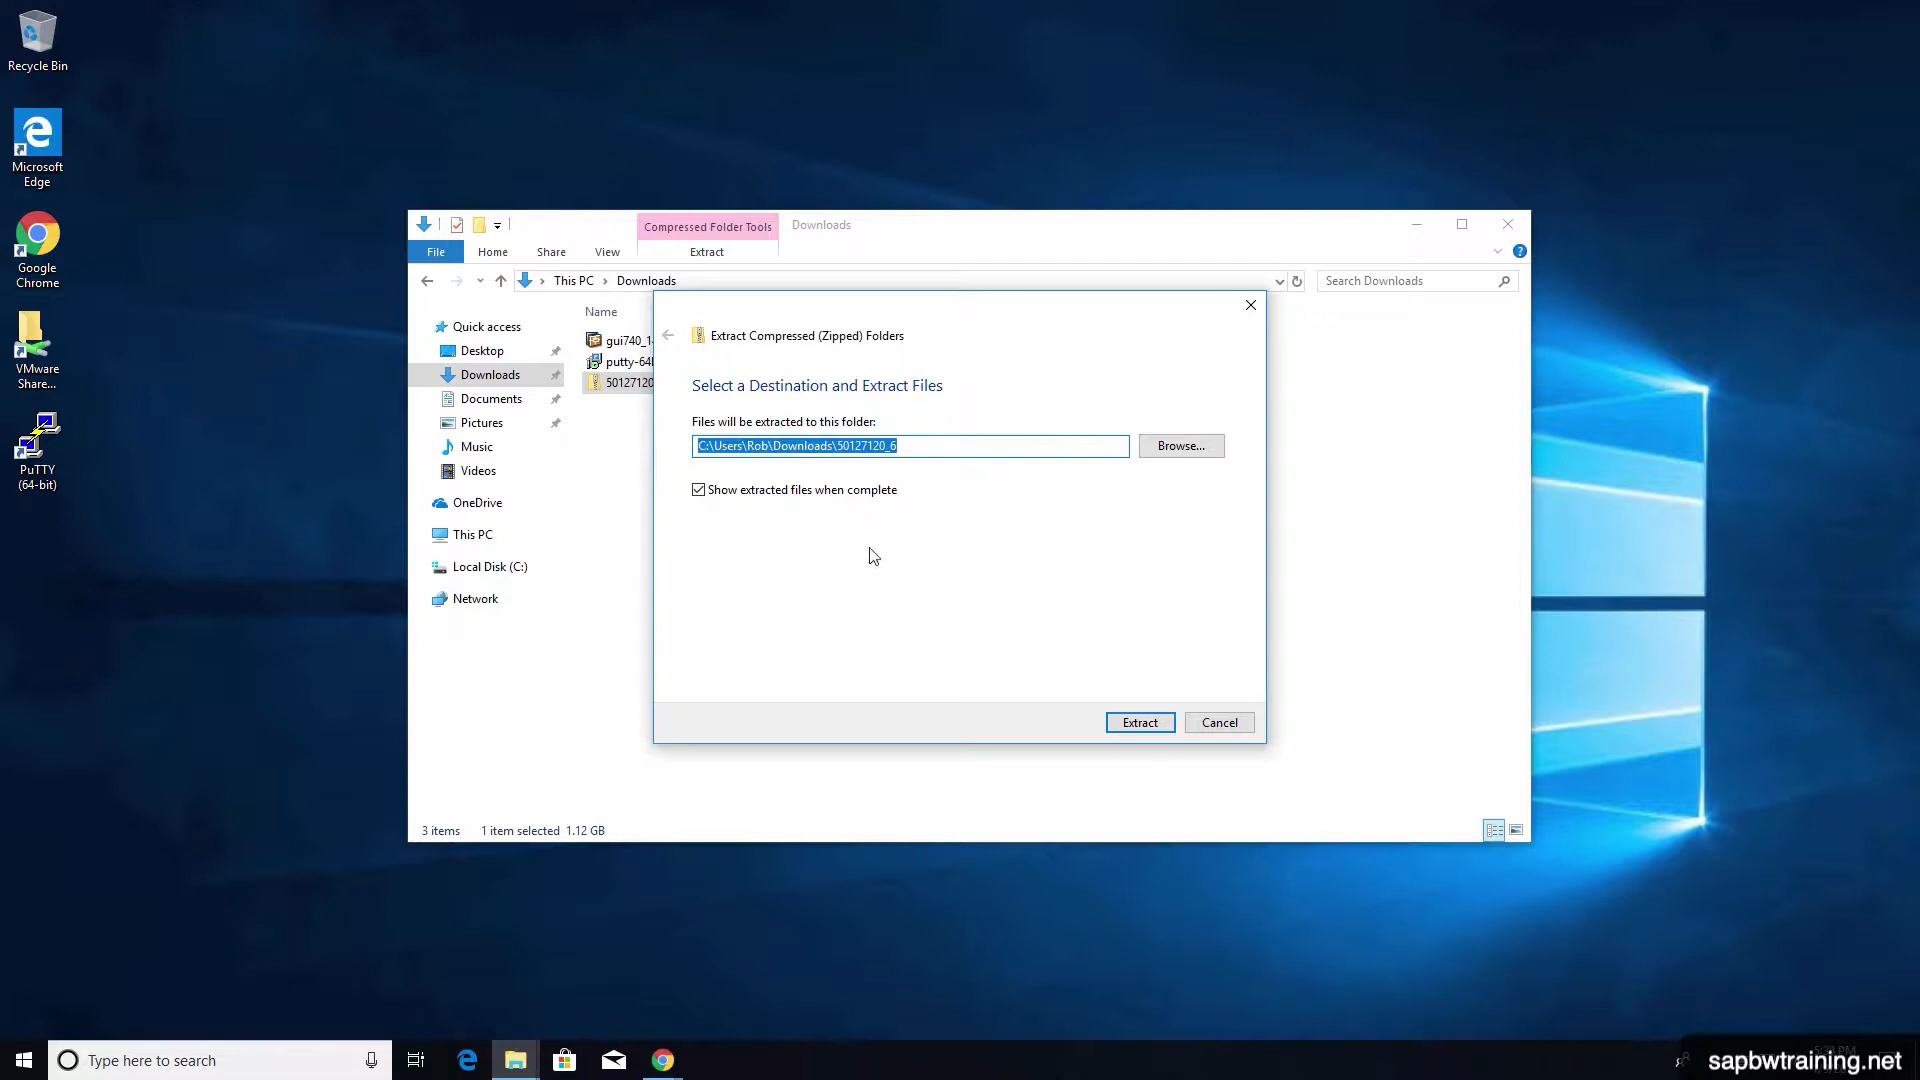 Recycle Bin
Microsoft
Edge
Google
Chrome
VMware
Share...
PuTTY
(64-bit)
Compressed Folder Tools
Downloads
File
Home
Share
View
Extract
This PC
Downloads
Search Downloads
Quick access
Desktop
Downloads
Documents
Pictures
Music
Videos
OneDrive
This PC
Local Disk (C:)
Network
Name
gui740_1
putty-64
50127120
Extract Compressed (Zipped) Folders
Select a Destination and Extract Files
Files will be extracted to this folder:
C:\Users\Rob\Downloads\50127120_6
Browse...
Show extracted files when complete
Extract
Cancel
3 items
1 item selected 1.12 GB
Type here to search
sapbwtraining.net